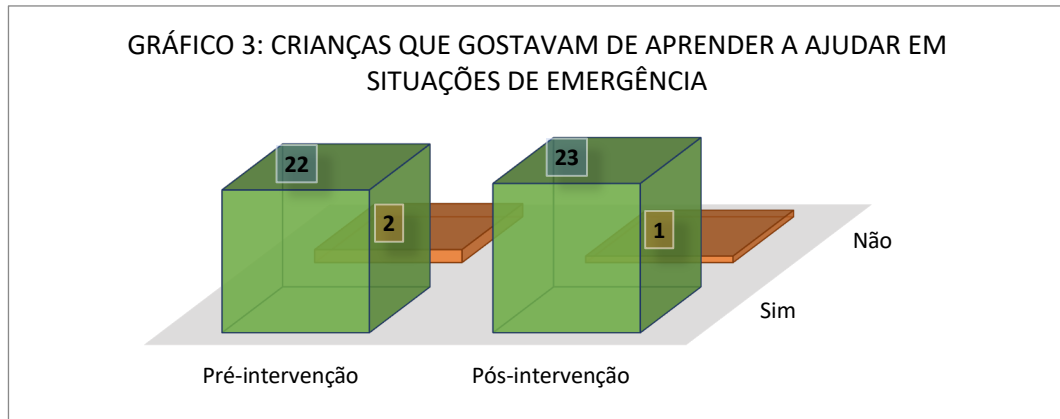 GRÁFICO 3: CRIANÇAS QUE GOSTAVAM DE APRENDER A AJUDAR EM
SITUAÇÕES DE EMERGÊNCIA
22
23
2
1
Não
Sim
Pré-intervenção
Pós-intervenção